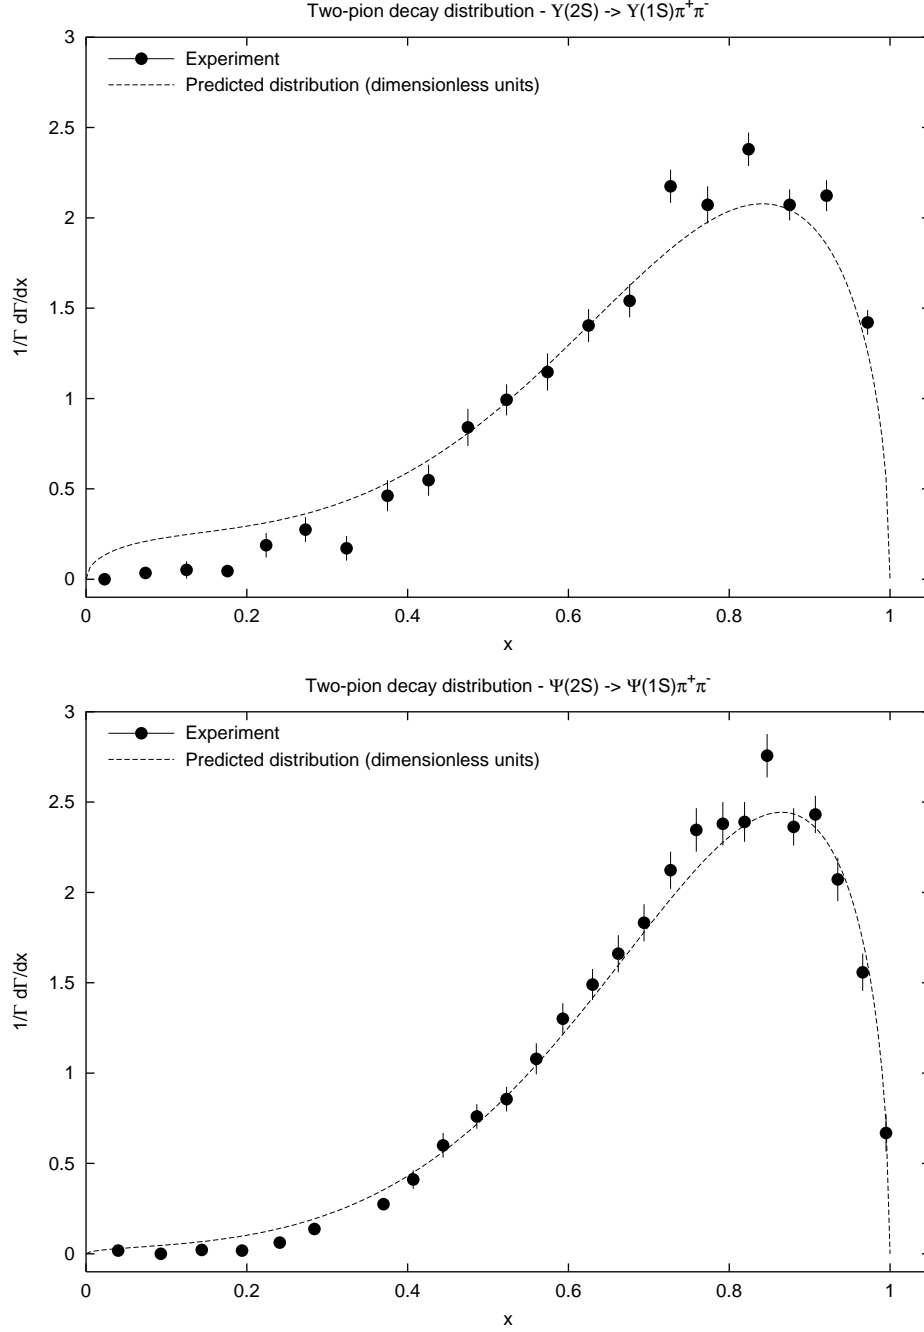 Two-pion decay distribution - ϒ(2S) -> ϒ(1S)π⁺π⁻
3
Experiment
Predicted distribution (dimensionless units)
2.5
2
1.5
1/Γ dΓ/dx
1
0.5
0
0 0.2 0.4 0.6 0.8 1
x
Two-pion decay distribution - Ψ(2S) -> Ψ(1S)π⁺π⁻
3
Experiment
Predicted distribution (dimensionless units)
2.5
2
1.5
1/Γ dΓ/dx
1
0.5
0
0 0.2 0.4 0.6 0.8 1
x